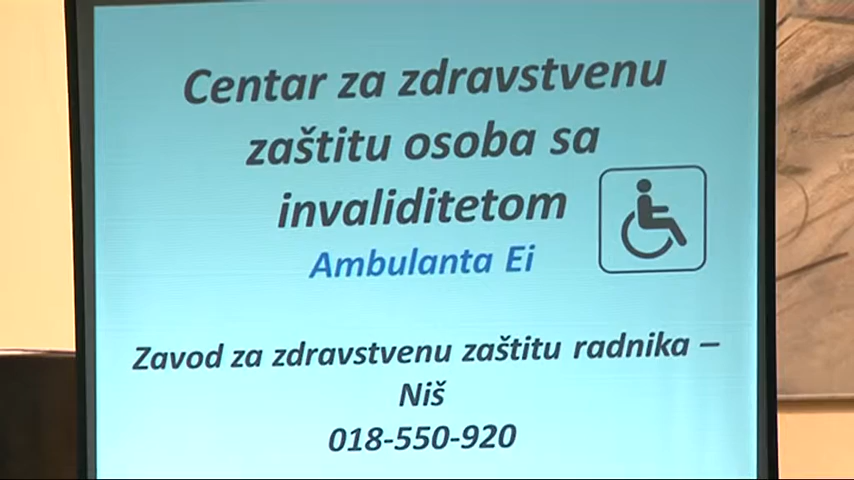 Centar za zdravstvenu
zaštitu osoba sa
invaliditetom
Ambulanta Ei
Zavod za zdravstvenu zaštitu radnika –
Niš
018-550-920